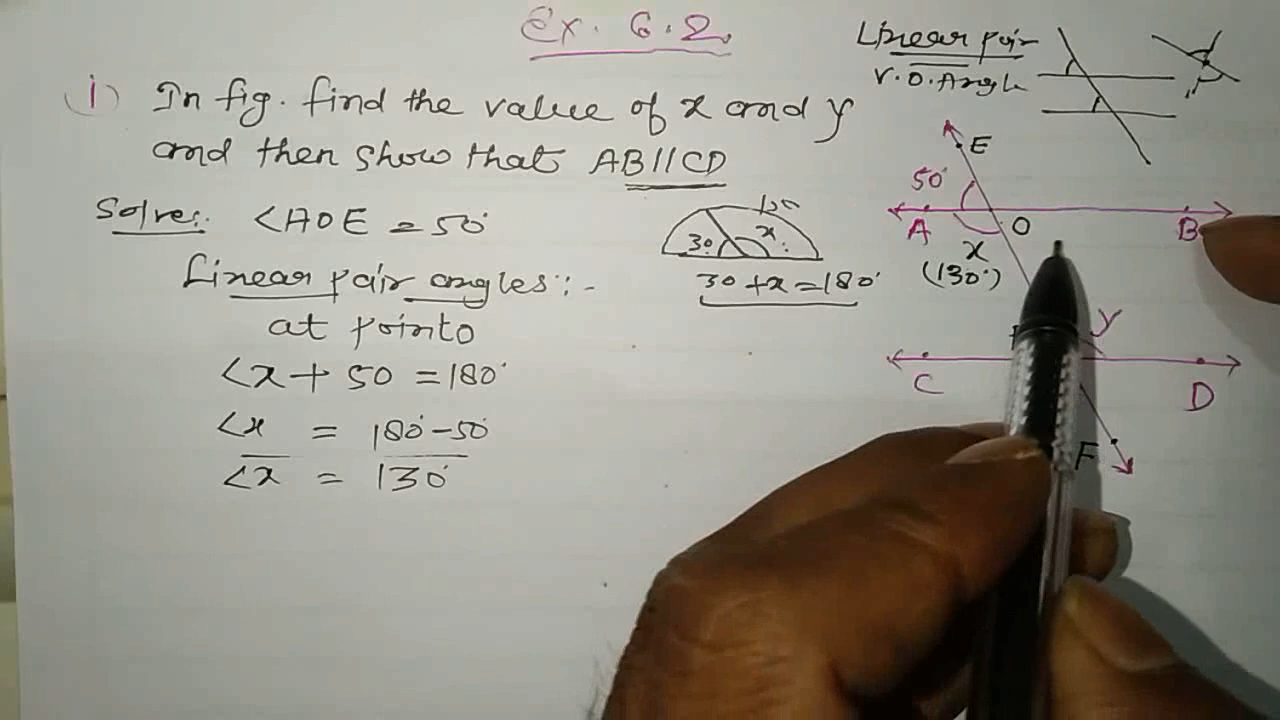 Ex. 6.2.
Linear pair
V.O.Angle
(i) In fig. find the value of x and y
and then show that AB//CD
Solve:. <AOE = 50°
Linear pair angles:-
at point O
<x + 50 = 180°
<x = 180° - 50°
<x = 130°
30 x
30 + x = 180°
E
50°
A O B
x
(130°)
y
C D
F